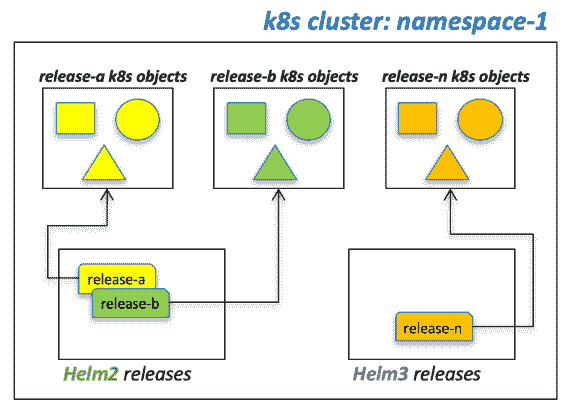 k8s cluster: namespace-1
release-a k8s objects
release-b k8s objects
release-n k8s objects
release-a
release-b
release-n
Helm2 releases
Helm3 releases